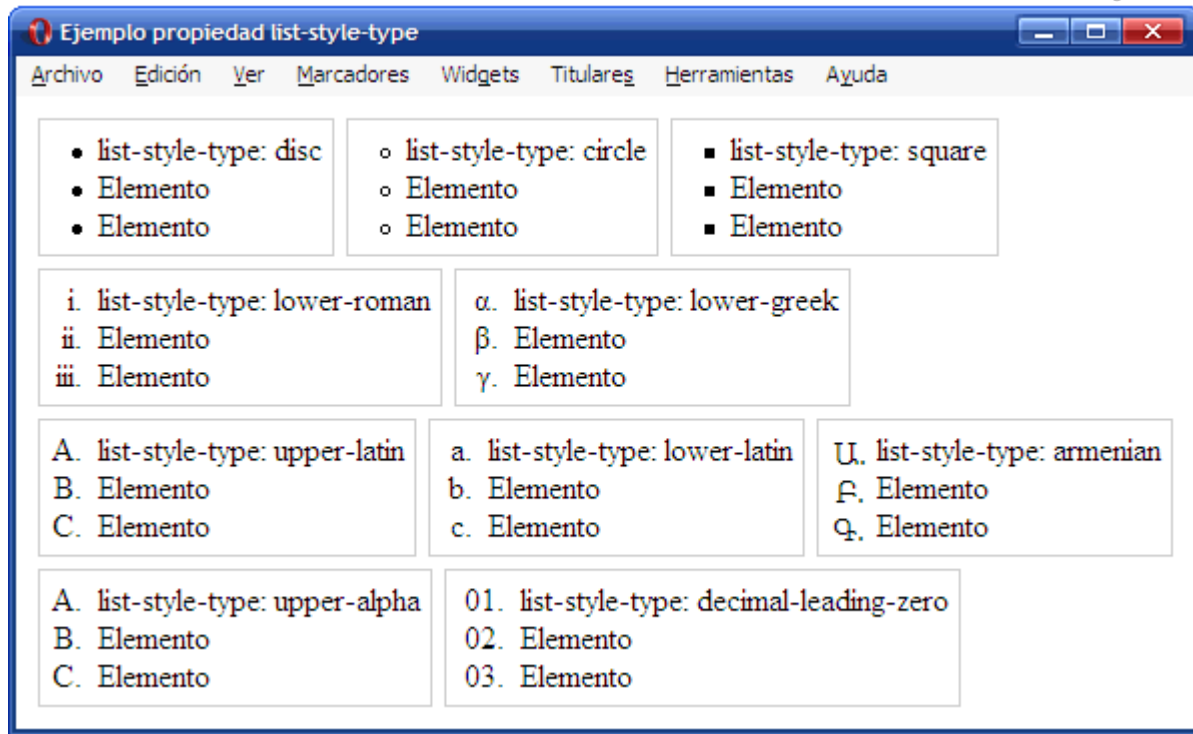 Ejemplo propiedad list-style-type
Archivo Edición Ver Marcadores Widgets Titulares Herramientas Ayuda
• list-style-type: disc
• Elemento
• Elemento
◦ list-style-type: circle
◦ Elemento
◦ Elemento
▪ list-style-type: square
▪ Elemento
▪ Elemento
i. list-style-type: lower-roman
ii. Elemento
iii. Elemento
α. list-style-type: lower-greek
β. Elemento
γ. Elemento
A. list-style-type: upper-latin
B. Elemento
C. Elemento
a. list-style-type: lower-latin
b. Elemento
c. Elemento
Ա. list-style-type: armenian
Բ. Elemento
Գ. Elemento
A. list-style-type: upper-alpha
B. Elemento
C. Elemento
01. list-style-type: decimal-leading-zero
02. Elemento
03. Elemento